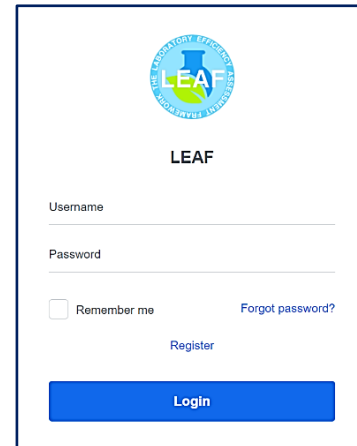 THE LABORATORY EFFICIENCY ASSESSMENT FRAMEWORK
LEAF
LEAF
Username
Password
Remember me Forgot password?
Register
Login